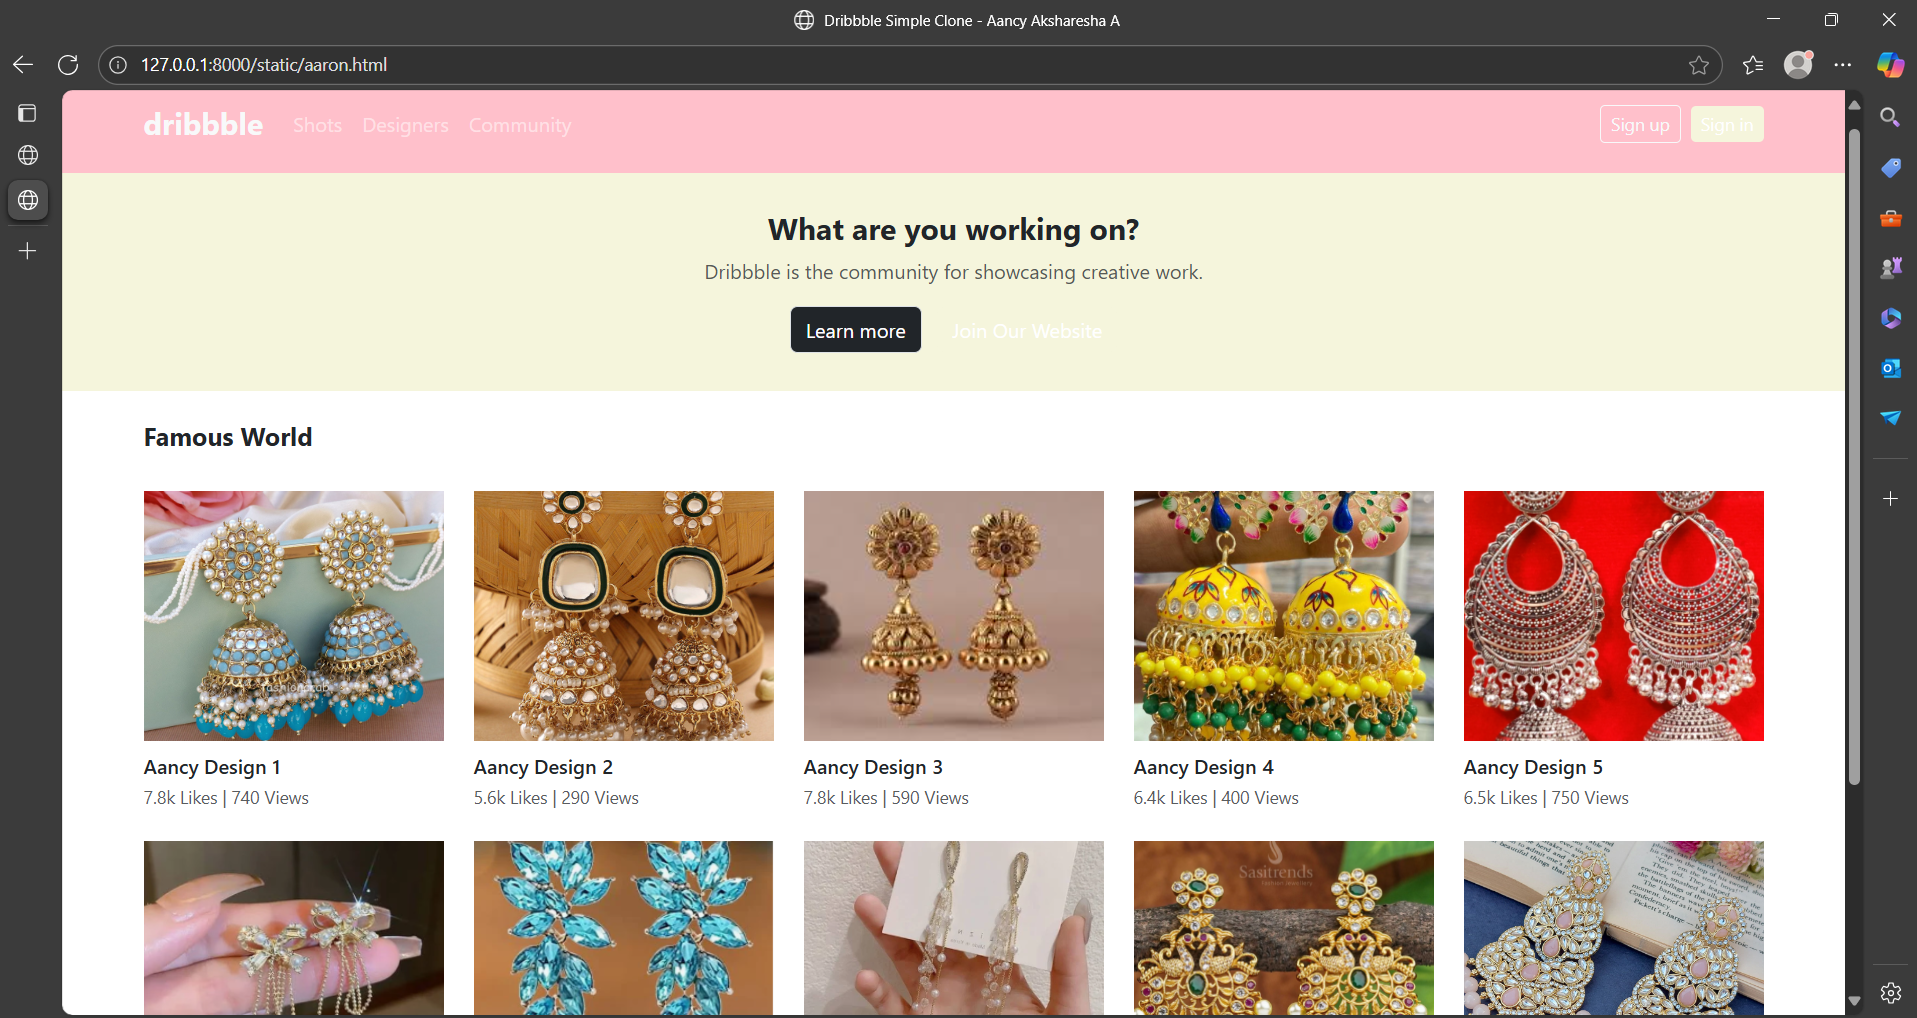 Dribbble Simple Clone - Aancy Aksharesha A
127.0.0.1:8000/static/aaron.html
dribbble Shots Designers Community Sign up Sign in
What are you working on?
Dribbble is the community for showcasing creative work.
Learn more Join Our Website
Famous World
Aancy Design 1
7.8k Likes | 740 Views
Aancy Design 2
5.6k Likes | 290 Views
Aancy Design 3
7.8k Likes | 590 Views
Aancy Design 4
6.4k Likes | 400 Views
Aancy Design 5
6.5k Likes | 750 Views
Sasitrends